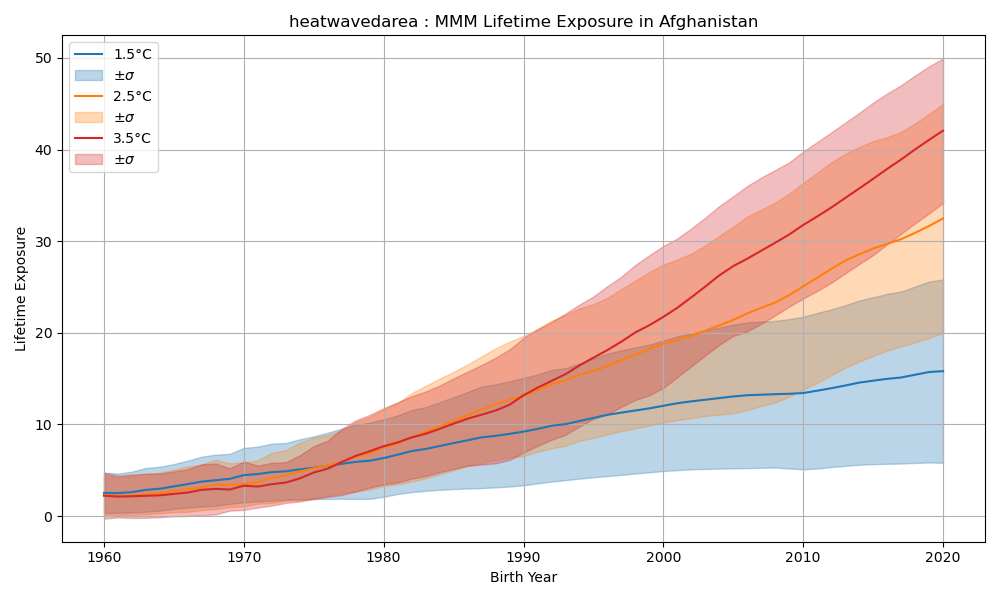 heatwavedarea : MMM Lifetime Exposure in Afghanistan
1.5°C
±σ
2.5°C
±σ
3.5°C
±σ
Lifetime Exposure
50
40
30
20
10
0
1960 1970 1980 1990 2000 2010 2020
Birth Year